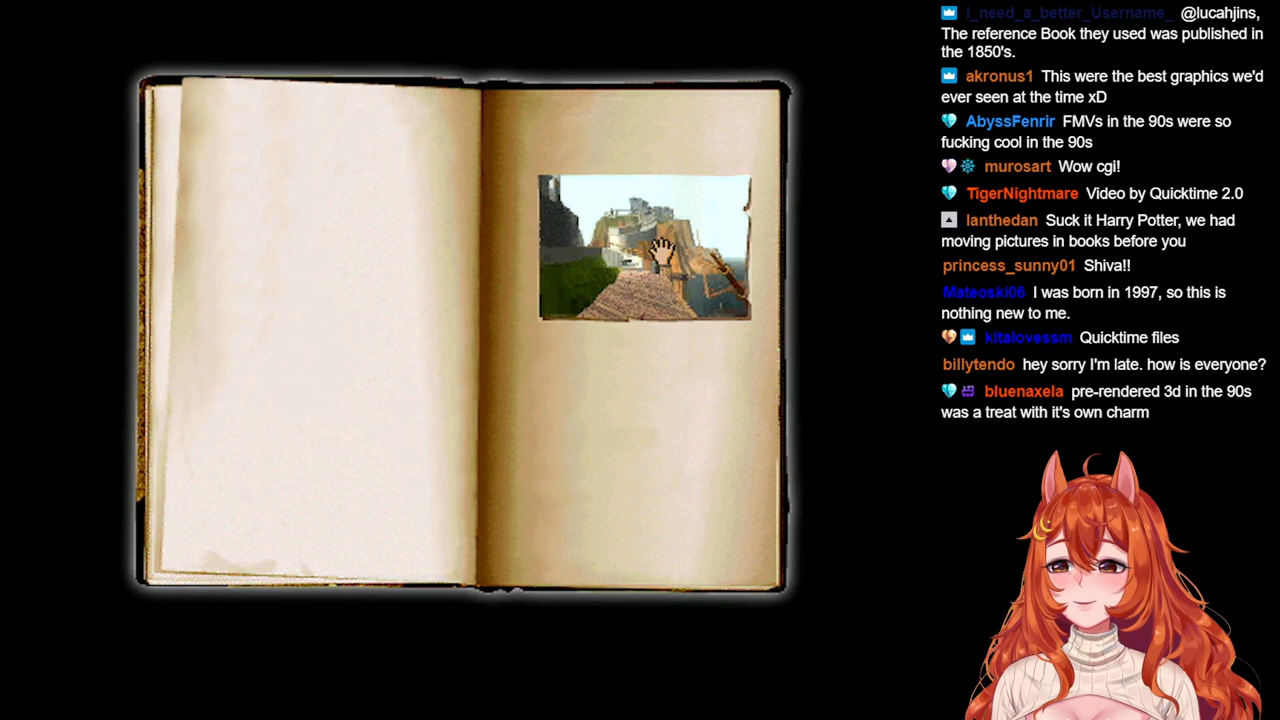 I_need_a_better_Username_ @lucahjins,
The reference Book they used was published in
the 1850's.
akronus1 This were the best graphics we'd
ever seen at the time xD
AbyssFenrir FMVs in the 90s were so
fucking cool in the 90s
murosart Wow cgi!
TigerNightmare Video by Quicktime 2.0
lanthedan Suck it Harry Potter, we had
moving pictures in books before you
princess_sunny01 Shiva!!
Mateoski06 I was born in 1997, so this is
nothing new to me.
kitalovessm Quicktime files
billytendo hey sorry I'm late. how is everyone?
bluenaxela pre-rendered 3d in the 90s
was a treat with it's own charm